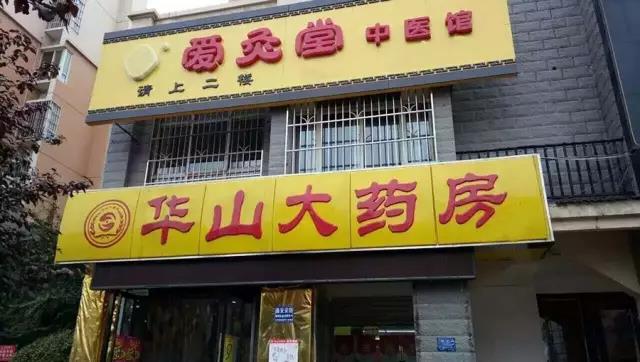 爱灸堂 中医馆
请上二楼
华山大药房